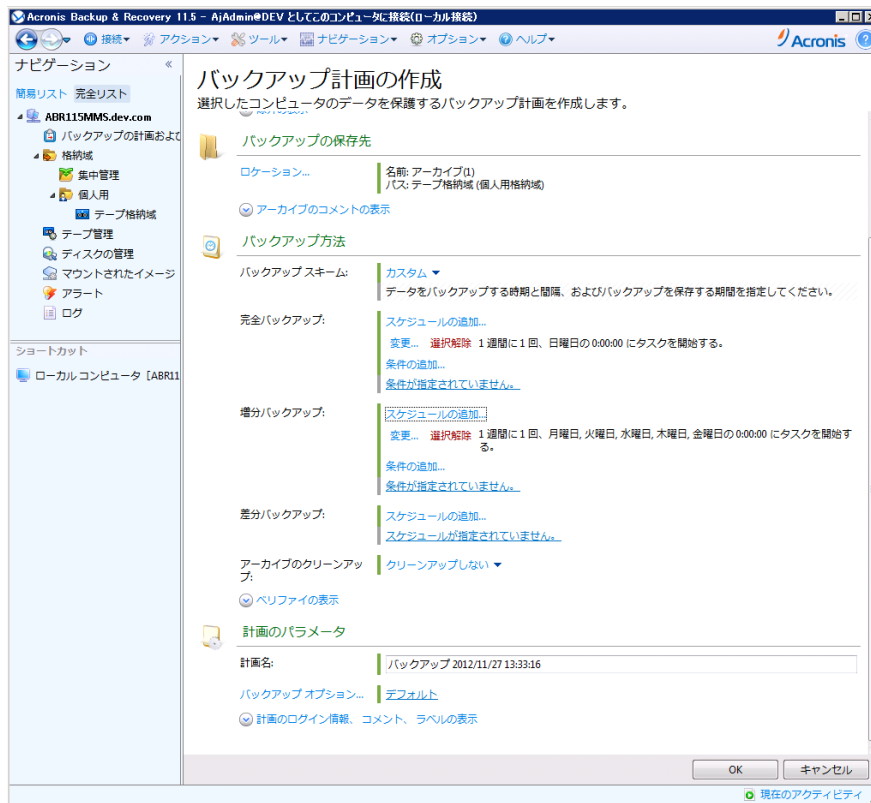 Acronis Backup & Recovery 11.5 - AjAdmin@DEV としてこのコンピュータに接続(ローカル接続)
接続 アクション ツール ナビゲーション オプション ヘルプ
Acronis
ナビゲーション
簡易リスト 完全リスト
ABR115MMS.dev.com
バックアップの計画およ
格納域
集中管理
個人用
テープ格納域
テープ管理
ディスクの管理
マウントされたイメージ
アラート
ログ
ショートカット
ローカル コンピュータ [ABR11
バックアップ計画の作成
選択したコンピュータのデータを保護するバックアップ計画を作成します。
バックアップの保存先
ロケーション...
名前: アーカイブ(1)
パス: テープ格納域 (個人用格納域)
アーカイブのコメントの表示
バックアップ方法
バックアップ スキーム:
カスタム
データをバックアップする時期と間隔、およびバックアップを保存する期間を指定してください。
完全バックアップ:
スケジュールの追加...
変更... 選択解除 1 週間に 1 回、日曜日の 0:00:00 にタスクを開始する。
条件の追加...
条件が指定されていません。
増分バックアップ:
スケジュールの追加...
変更... 選択解除 1 週間に 1 回、月曜日, 火曜日, 水曜日, 木曜日, 金曜日の 0:00:00 にタスクを開始す
る。
条件の追加...
条件が指定されていません。
差分バックアップ:
スケジュールの追加...
スケジュールが指定されていません。
アーカイブのクリーンアッ
プ:
クリーンアップしない
ベリファイの表示
計画のパラメータ
計画名:
バックアップ 2012/11/27 13:33:16
バックアップ オプション...
デフォルト
計画のログイン情報、コメント、ラベルの表示
OK
キャンセル
現在のアクティビティ